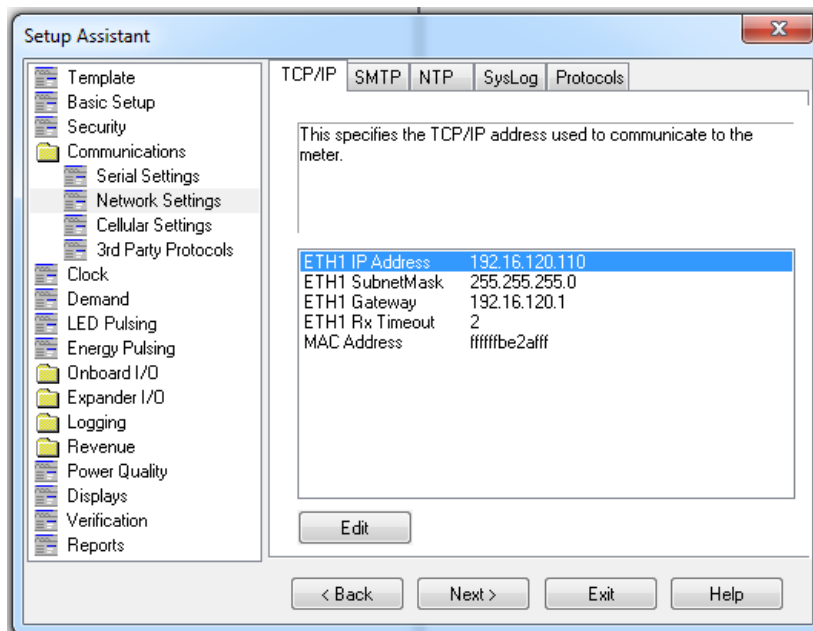 Setup Assistant
Template
Basic Setup
Security
Communications
Serial Settings
Network Settings
Cellular Settings
3rd Party Protocols
Clock
Demand
LED Pulsing
Energy Pulsing
Onboard I/O
Expander I/O
Logging
Revenue
Power Quality
Displays
Verification
Reports
TCP/IP SMTP NTP SysLog Protocols
This specifies the TCP/IP address used to communicate to the
meter.
ETH1 IP Address 192.16.120.110
ETH1 SubnetMask 255.255.255.0
ETH1 Gateway 192.16.120.1
ETH1 Rx Timeout 2
MAC Address ffffffbe2afff
Edit
< Back Next > Exit Help